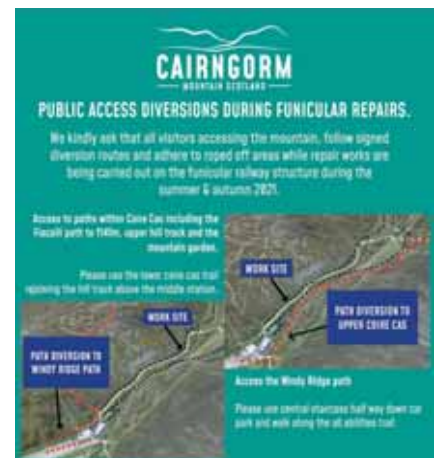 CAIRNGORM
MOUNTAIN SCOTLAND
PUBLIC ACCESS DIVERSIONS DURING FUNICULAR REPAIRS.
We kindly ask that all visitors accessing the mountain, follow signed
diversion routes and adhere to roped off areas while repair works are
being carried out on the funicular railway structure during the
summer & autumn 2021.
Access to paths within Coire Cas including the
Fiacaill path to 1141m, upper hill track and the
mountain garden.
Please use the lower coire cas trail
rejoining the hill track above the middle station.
WORK SITE
PATH DIVERSION TO
UPPER COIRE CAS
WORK SITE
PATH DIVERSION TO
WINDY RIDGE PATH
Access the Windy Ridge path
Please use central staircase half way down car
park and walk along the all abilities trail.